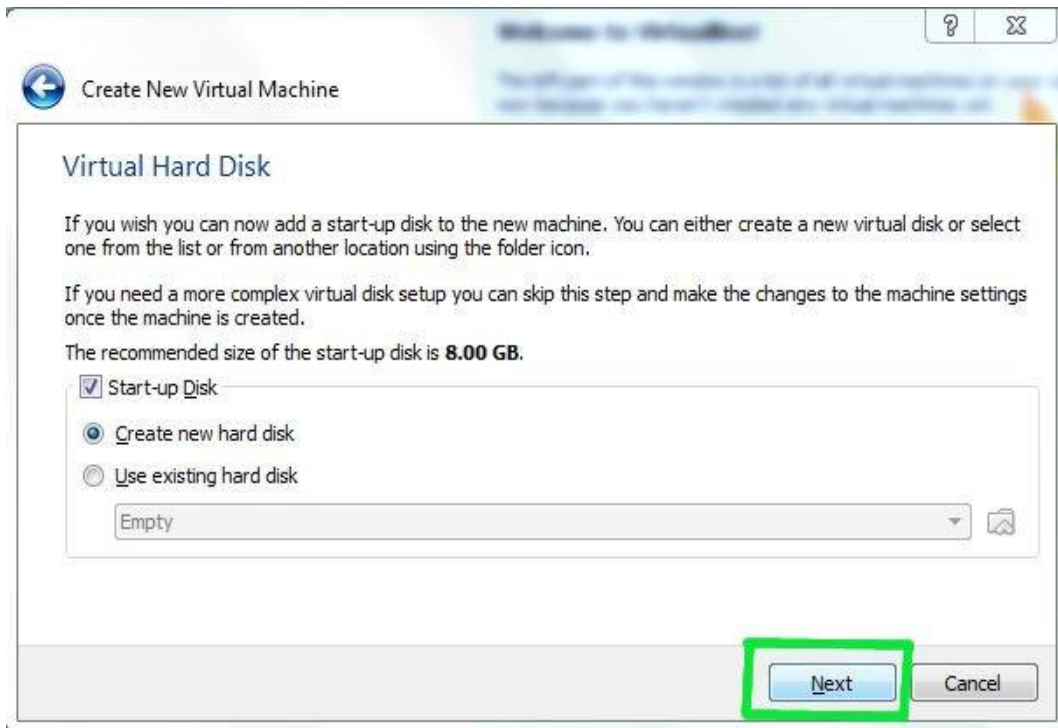 Welcome to VirtualBox!
Create New Virtual Machine
Virtual Hard Disk
If you wish you can now add a start-up disk to the new machine. You can either create a new virtual disk or select
one from the list or from another location using the folder icon.
If you need a more complex virtual disk setup you can skip this step and make the changes to the machine settings
once the machine is created.
The recommended size of the start-up disk is 8.00 GB.
Start-up Disk
Create new hard disk
Use existing hard disk
Empty
Next
Cancel